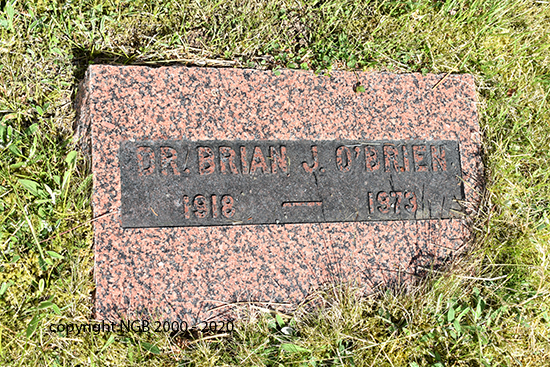 DR. BRIAN J. O'BRIEN
1918 — 1973
copyright NGB 2000 - 2020